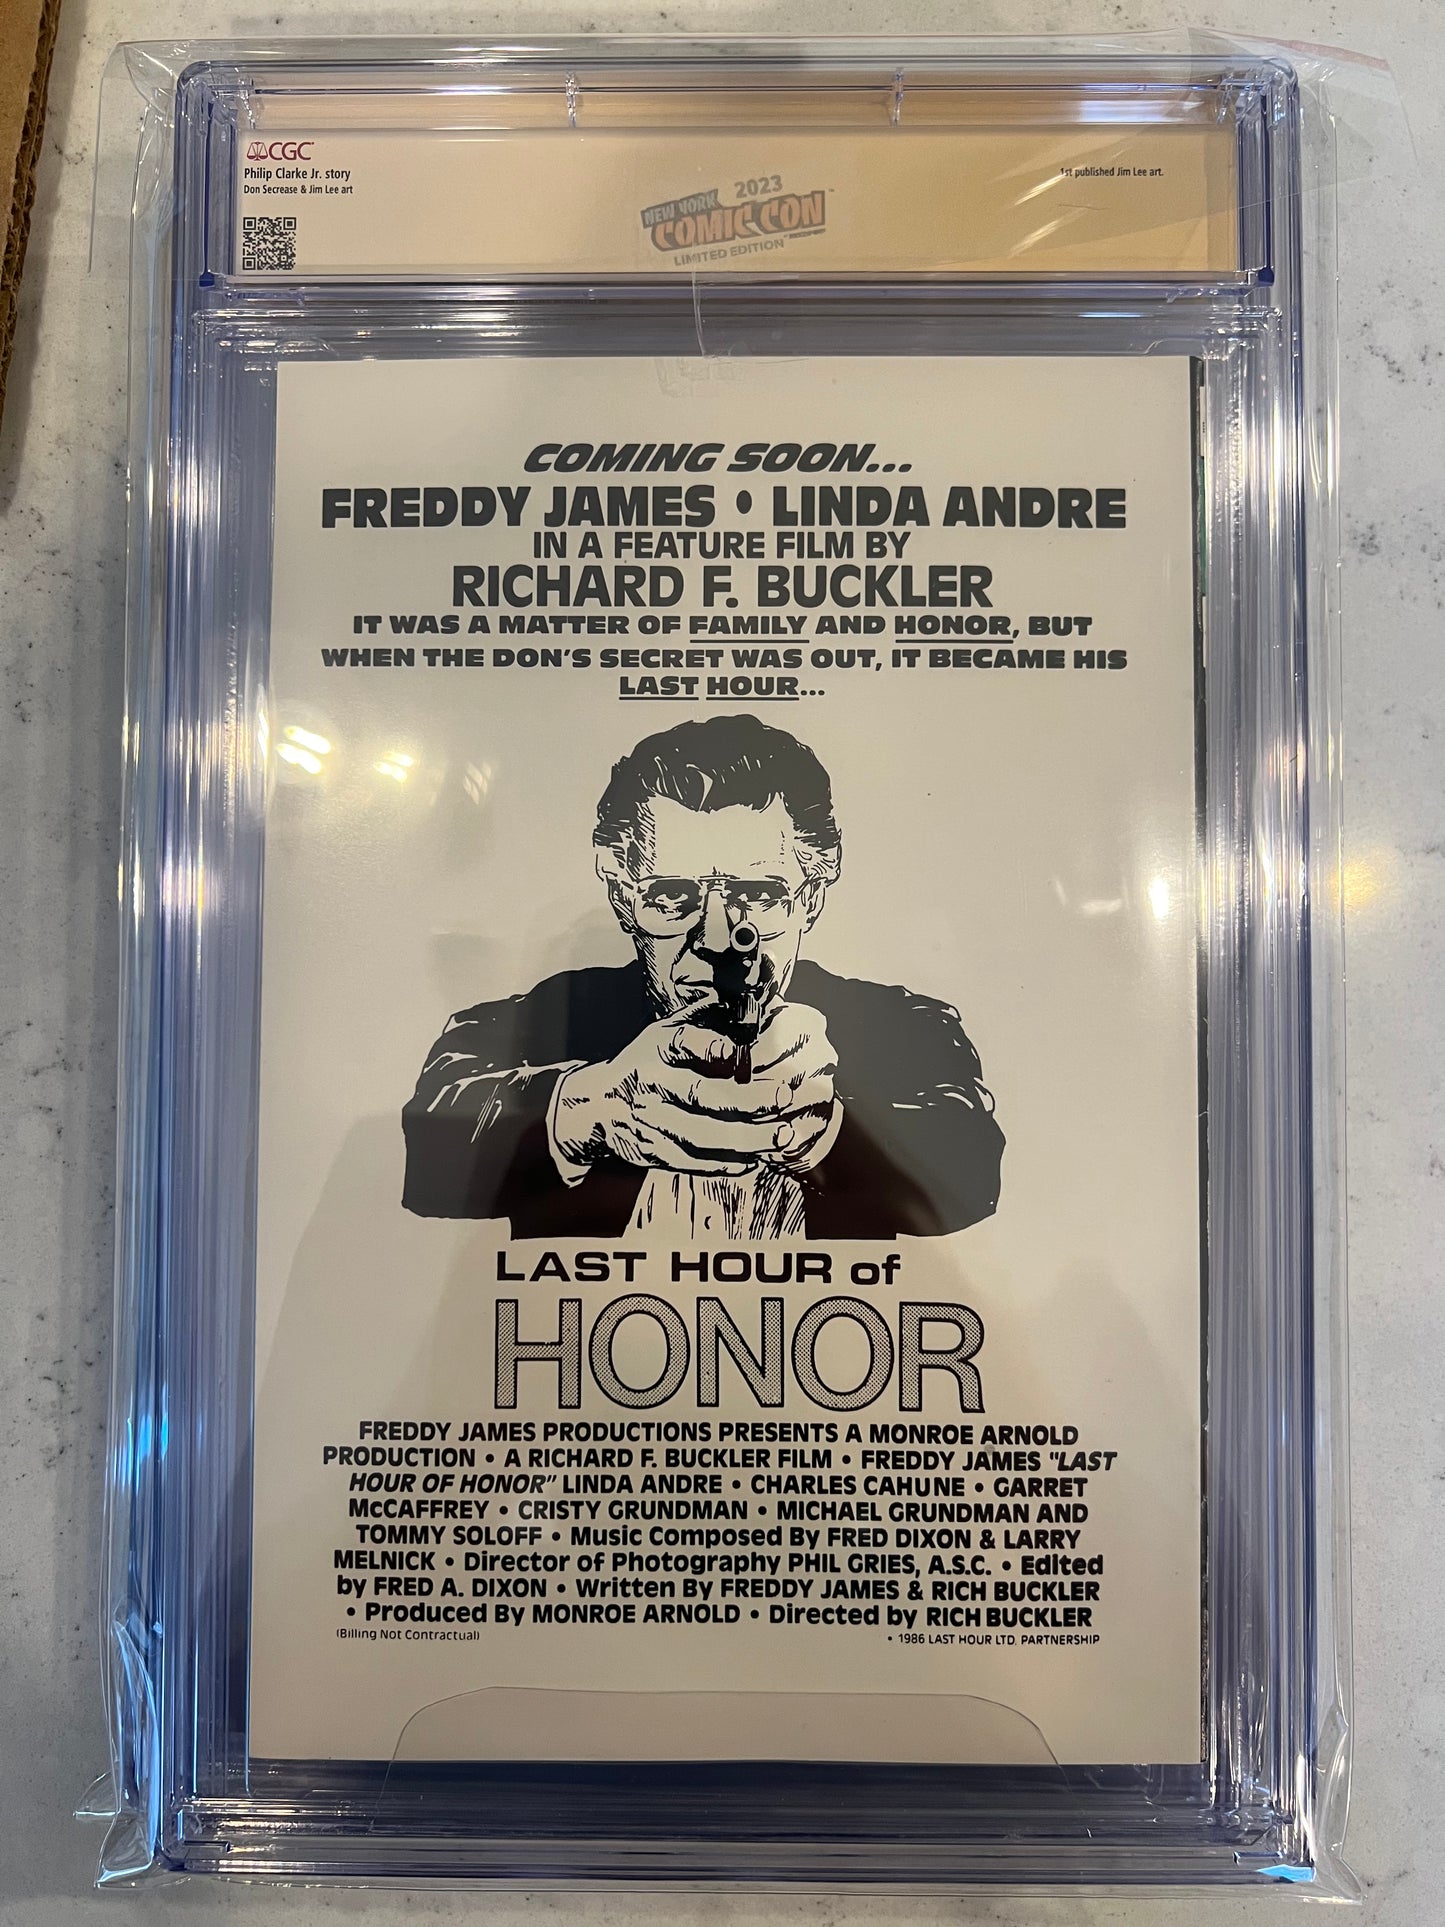 CGC
Philip Clarke Jr. story
Don Secrease & Jim Lee art
1st published Jim Lee art.
2023
NEW YORK
COMIC CON
LIMITED EDITION
COMING SOON...
FREDDY JAMES • LINDA ANDRE
IN A FEATURE FILM BY
RICHARD F. BUCKLER
IT WAS A MATTER OF FAMILY AND HONOR, BUT
WHEN THE DON'S SECRET WAS OUT, IT BECAME HIS
LAST HOUR...
LAST HOUR of
HONOR
FREDDY JAMES PRODUCTIONS PRESENTS A MONROE ARNOLD
PRODUCTION • A RICHARD F. BUCKLER FILM • FREDDY JAMES "LAST
HOUR OF HONOR" LINDA ANDRE • CHARLES CAHUNE • GARRET
McCAFFREY • CRISTY GRUNDMAN • MICHAEL GRUNDMAN AND
TOMMY SOLOFF • Music Composed By FRED DIXON & LARRY
MELNICK • Director of Photography PHIL GRIES, A.S.C. • Edited
by FRED A. DIXON • Written By FREDDY JAMES & RICH BUCKLER
• Produced By MONROE ARNOLD • Directed by RICH BUCKLER
(Billing Not Contractual)
• 1986 LAST HOUR LTD. PARTNERSHIP